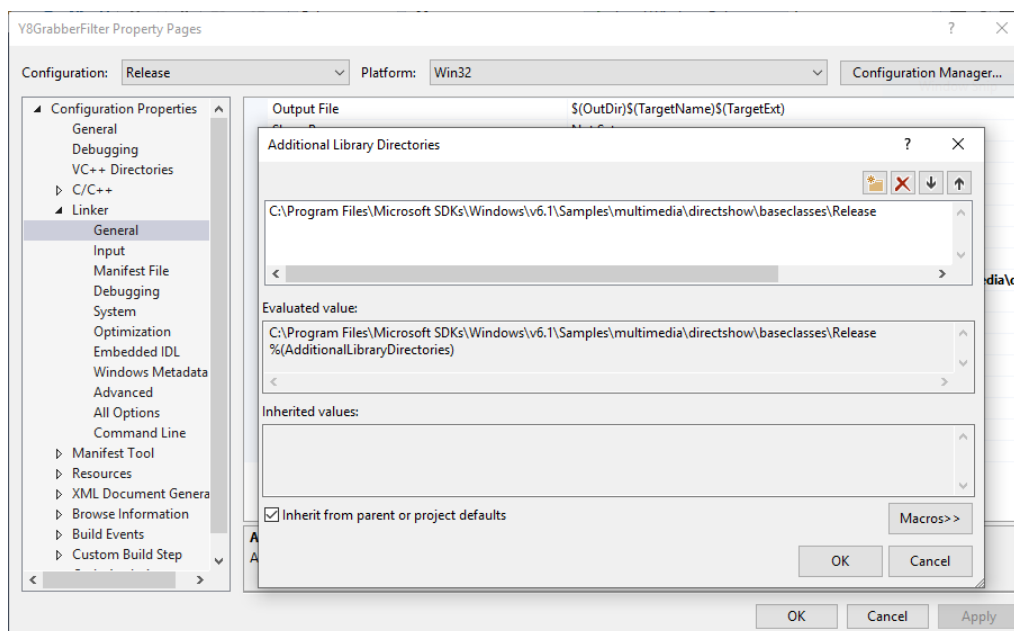 Y8GrabberFilter Property Pages
? ×
Configuration: Release Platform: Win32 Configuration Manager...
Configuration Properties
General
Debugging
VC++ Directories
C/C++
Linker
General
Input
Manifest File
Debugging
System
Optimization
Embedded IDL
Windows Metadata
Advanced
All Options
Command Line
Manifest Tool
Resources
XML Document Genera
Browse Information
Build Events
Custom Build Step
Output File $(OutDir)$(TargetName)$(TargetExt)
Additional Library Directories
? ×
C:\Program Files\Microsoft SDKs\Windows\v6.1\Samples\multimedia\directshow\baseclasses\Release
Evaluated value:
C:\Program Files\Microsoft SDKs\Windows\v6.1\Samples\multimedia\directshow\baseclasses\Release
%(AdditionalLibraryDirectories)
Inherited values:
Inherit from parent or project defaults
Macros>>
OK Cancel
edia\c
A
A
OK Cancel Apply